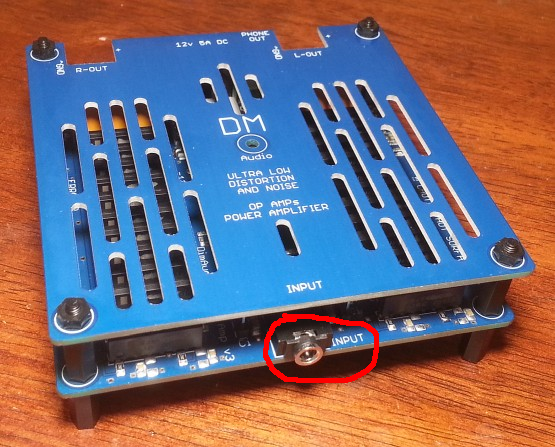 12v 5A DC
PHONE
OUT
+
GND
R-OUT
+
GND
L-OUT
DM
Audio
ULTRA LOW
DISTORTION
AND NOISE
OP AMPs
POWER AMPLIFIER
INPUT
INPUT